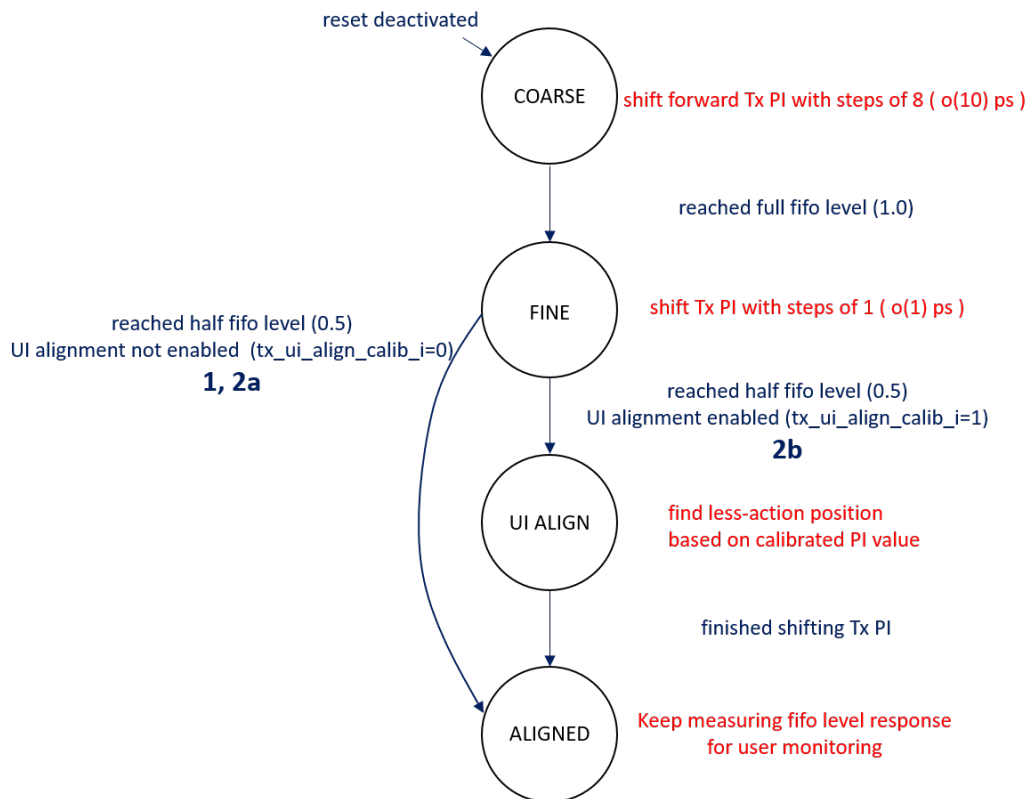 reset deactivated
COARSE
shift forward Tx PI with steps of 8 ( o(10) ps )
reached full fifo level (1.0)
FINE
shift Tx PI with steps of 1 ( o(1) ps )
reached half fifo level (0.5)
UI alignment not enabled (tx_ui_align_calib_i=0)
1, 2a
reached half fifo level (0.5)
UI alignment enabled (tx_ui_align_calib_i=1)
2b
UI ALIGN
find less-action position
based on calibrated PI value
finished shifting Tx PI
ALIGNED
Keep measuring fifo level response
for user monitoring